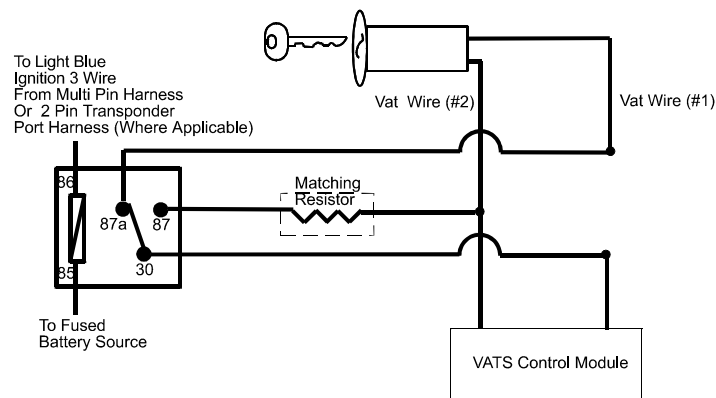 To Light Blue
Ignition 3 Wire
From Multi Pin Harness
Or 2 Pin Transponder
Port Harness (Where Applicable)
Vat Wire (#2)
Vat Wire (#1)
86
Matching
Resistor
87a
87
30
85
To Fused
Battery Source
VATS Control Module